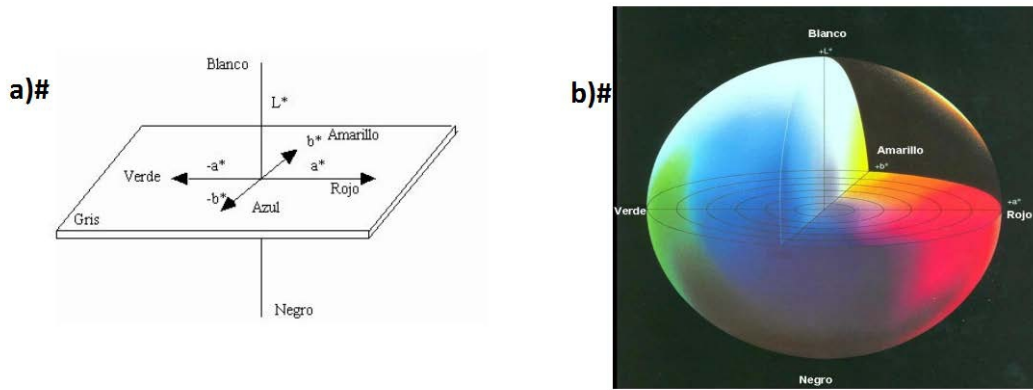 a)#
Blanco
L*
Amarillo
b*
-a*
a*
Verde
Rojo
-b*
Azul
Gris
Negro
b)#
Blanco
+L*
Amarillo
+b*
Verde
+a*
Rojo
Negro